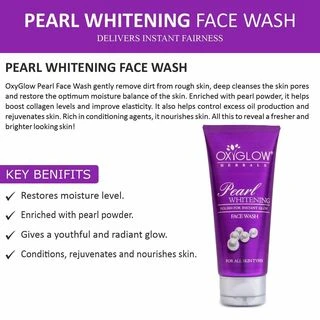 PEARL WHITENING FACE WASH
DELIVERS INSTANT FAIRNESS
PEARL WHITENING FACE WASH
OxyGlow Pearl Face Wash gently remove dirt from rough skin, deep cleanses the skin pores
and restore the optimum moisture balance of the skin. Enriched with pearl powder, it helps
boost collagen levels and improve elasticity. It also helps control excess oil production and
rejuvenates skin. Rich in conditioning agents, it nourishes skin. All this to reveal a fresher and
brighter looking skin!
KEY BENIFITS
✓ Restores moisture level.
✓ Enriched with pearl powder.
✓ Gives a youthful and radiant glow.
✓ Conditions, rejuvenates and nourishes skin.
OXYGLOW
HERBALS
Pearl
WHITENING
POLISH FOR INSTANT GLOW
FACE WASH
FOR ALL SKIN TYPES